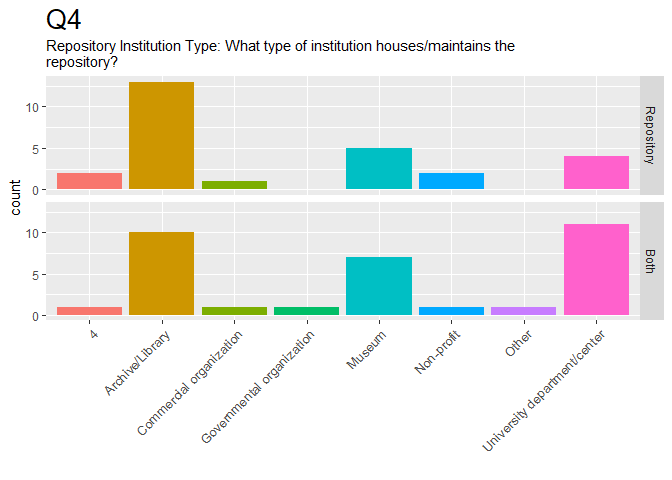 Q4
Repository Institution Type: What type of institution houses/maintains the
repository?
count
10
5
0
Repository
10
5
0
Both
4
Archive/Library
Commercial organization
Governmental organization
Museum
Non-profit
Other
University department/center